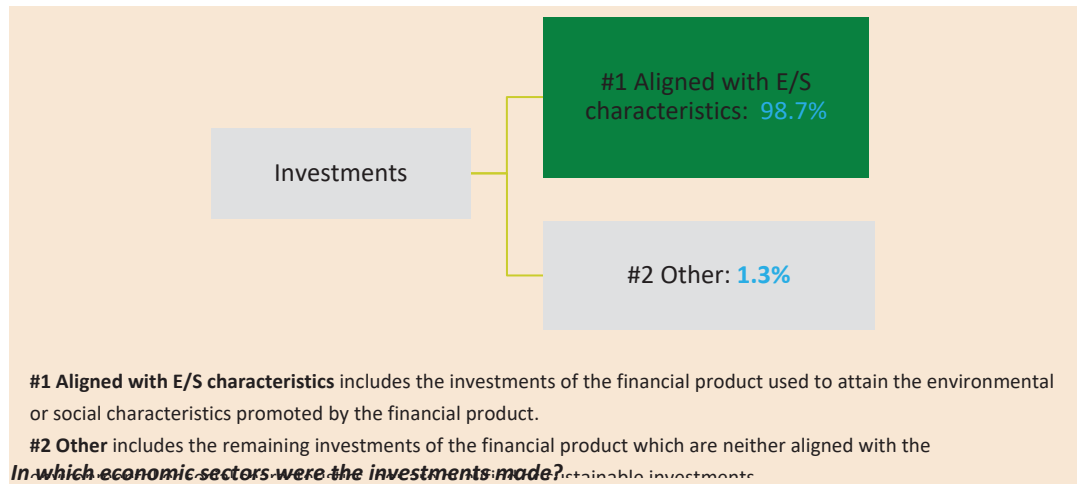 #1 Aligned with E/S
characteristics: 98.7%
Investments
#2 Other: 1.3%
#1 Aligned with E/S characteristics includes the investments of the financial product used to attain the environmental
or social characteristics promoted by the financial product.
#2 Other includes the remaining investments of the financial product which are neither aligned with the
sustainable investments
In which economic sectors were the investments made?